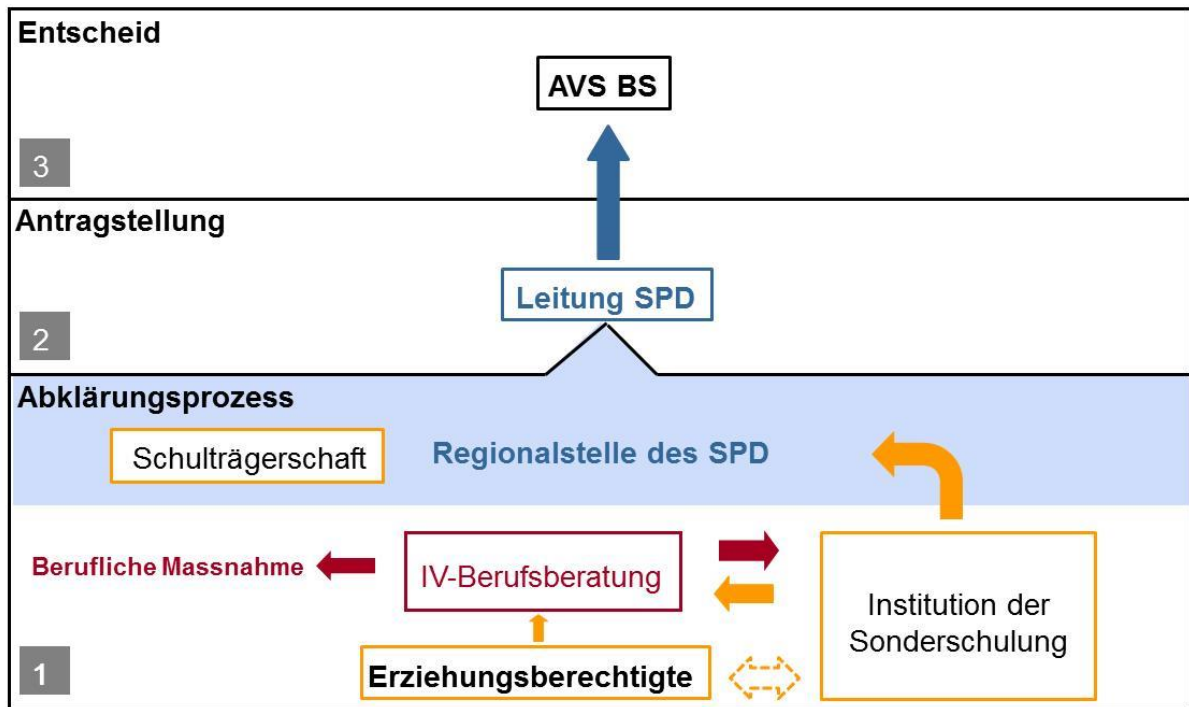 Entscheid
AVS BS
3
Antragstellung
Leitung SPD
2
Abklärungsprozess
Schulträgerschaft
Regionalstelle des SPD
Berufliche Massnahme
IV-Berufsberatung
Institution der
Sonderschulung
Erziehungsberechtigte
1